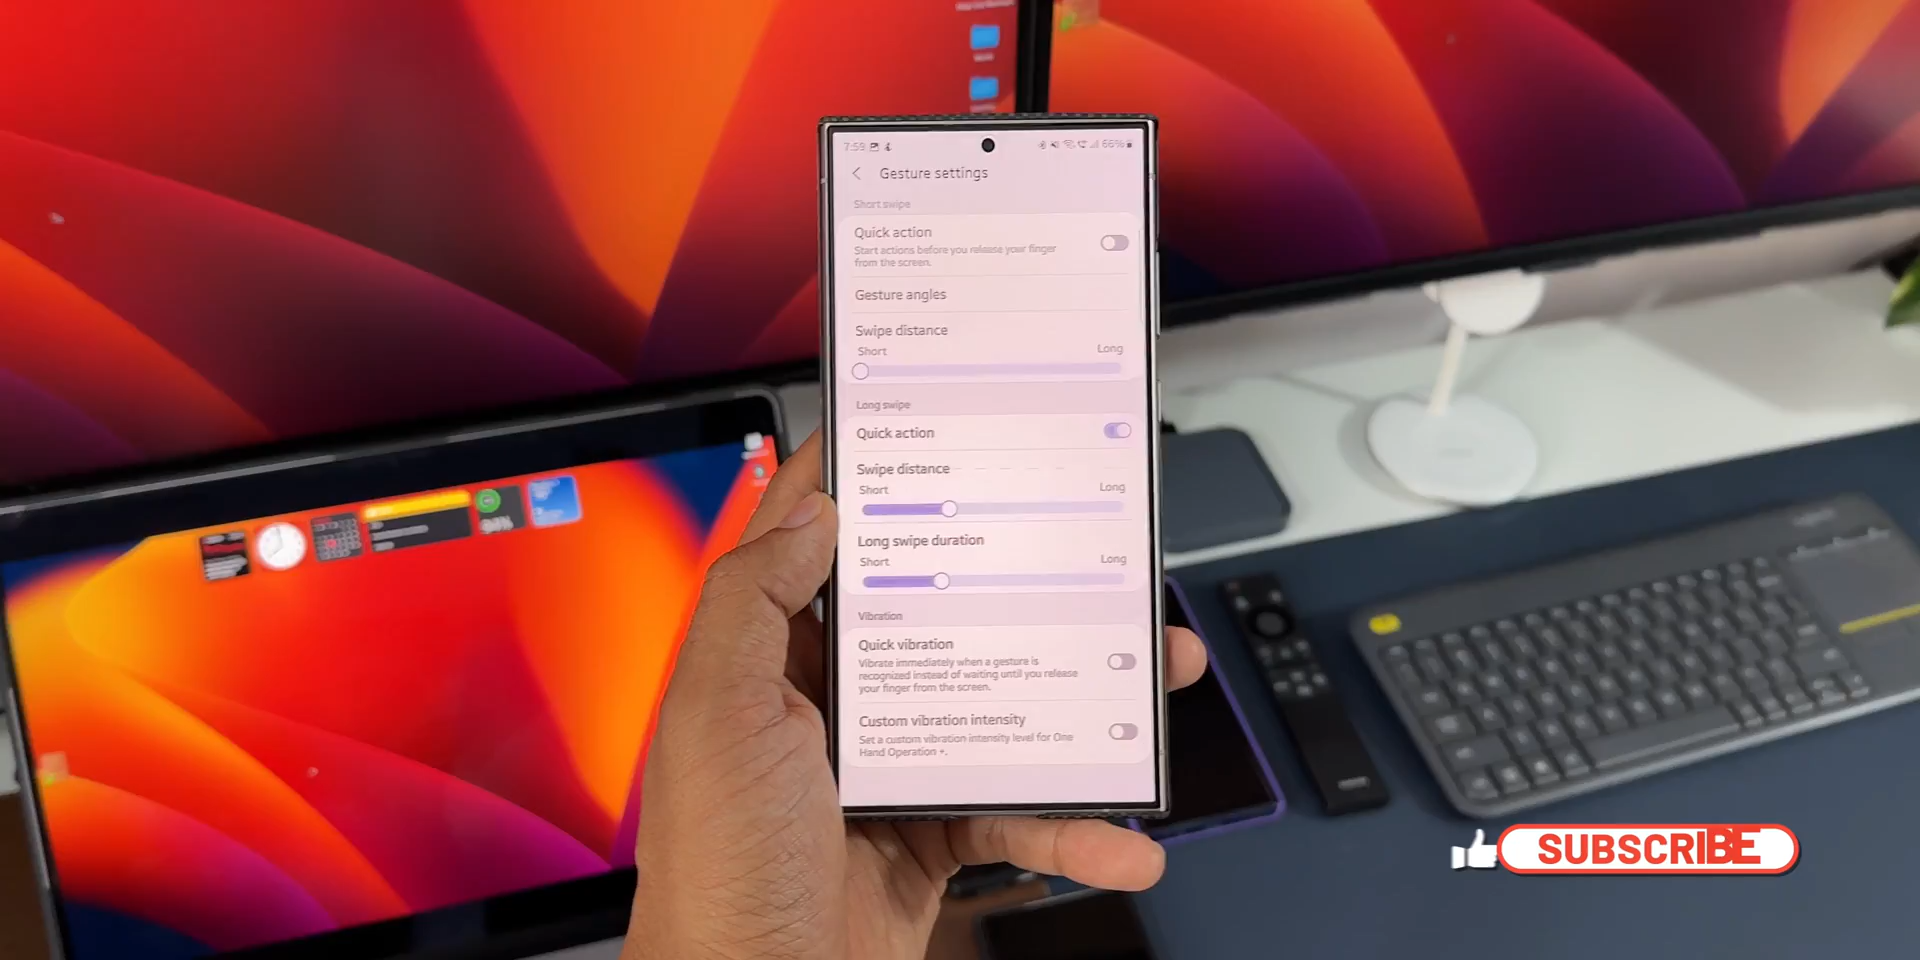 7:59
66%
Gesture settings
Short swipe
Quick action
Start actions before you release your finger
from the screen.
Gesture angles
Swipe distance
Short
Long
Long swipe
Quick action
Swipe distance
Short
Long
Long swipe duration
Short
Long
Vibration
Quick vibration
Vibrate immediately when a gesture is
recognized instead of waiting until you release
your finger from the screen.
Custom vibration intensity
Set a custom vibration intensity level for One
Hand Operation +.
SUBSCRIBE